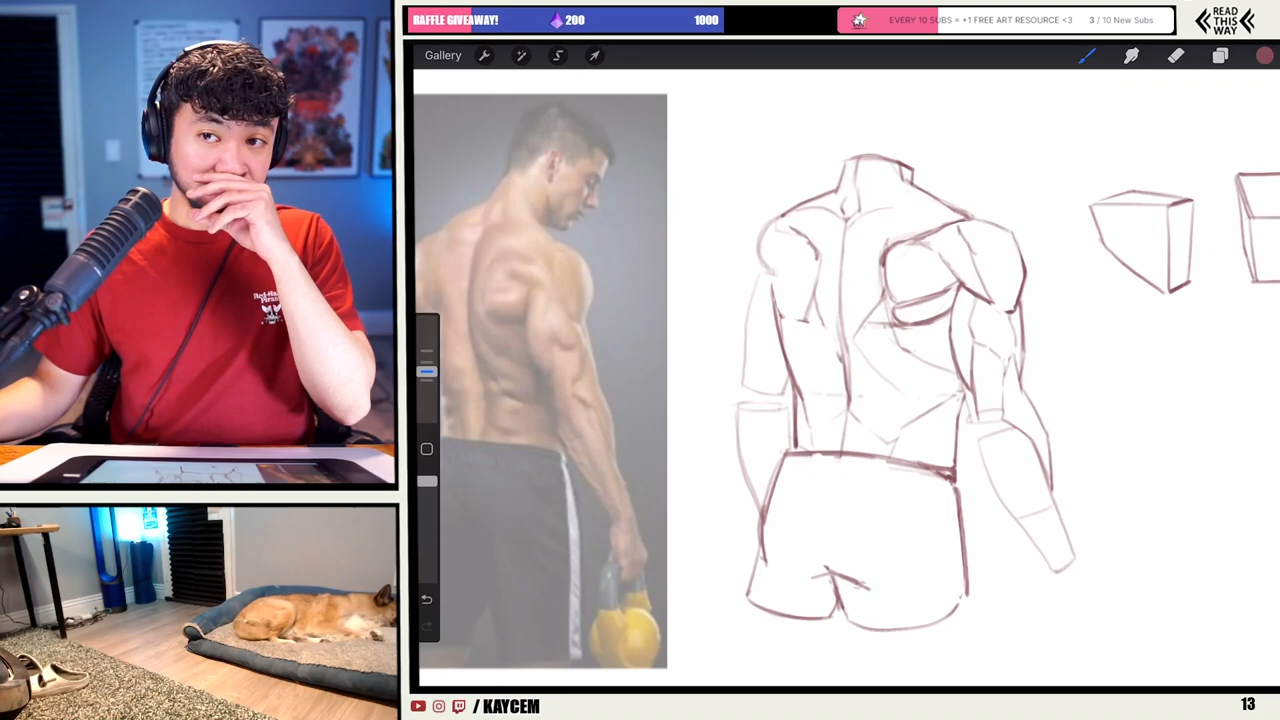 RAFFLE GIVEAWAY! 200 1000
EVERY 10 SUBS = +1 FREE ART RESOURCE <3 3 / 10 New Subs
READ
THIS
WAY
Gallery
/ KAYCEM
13